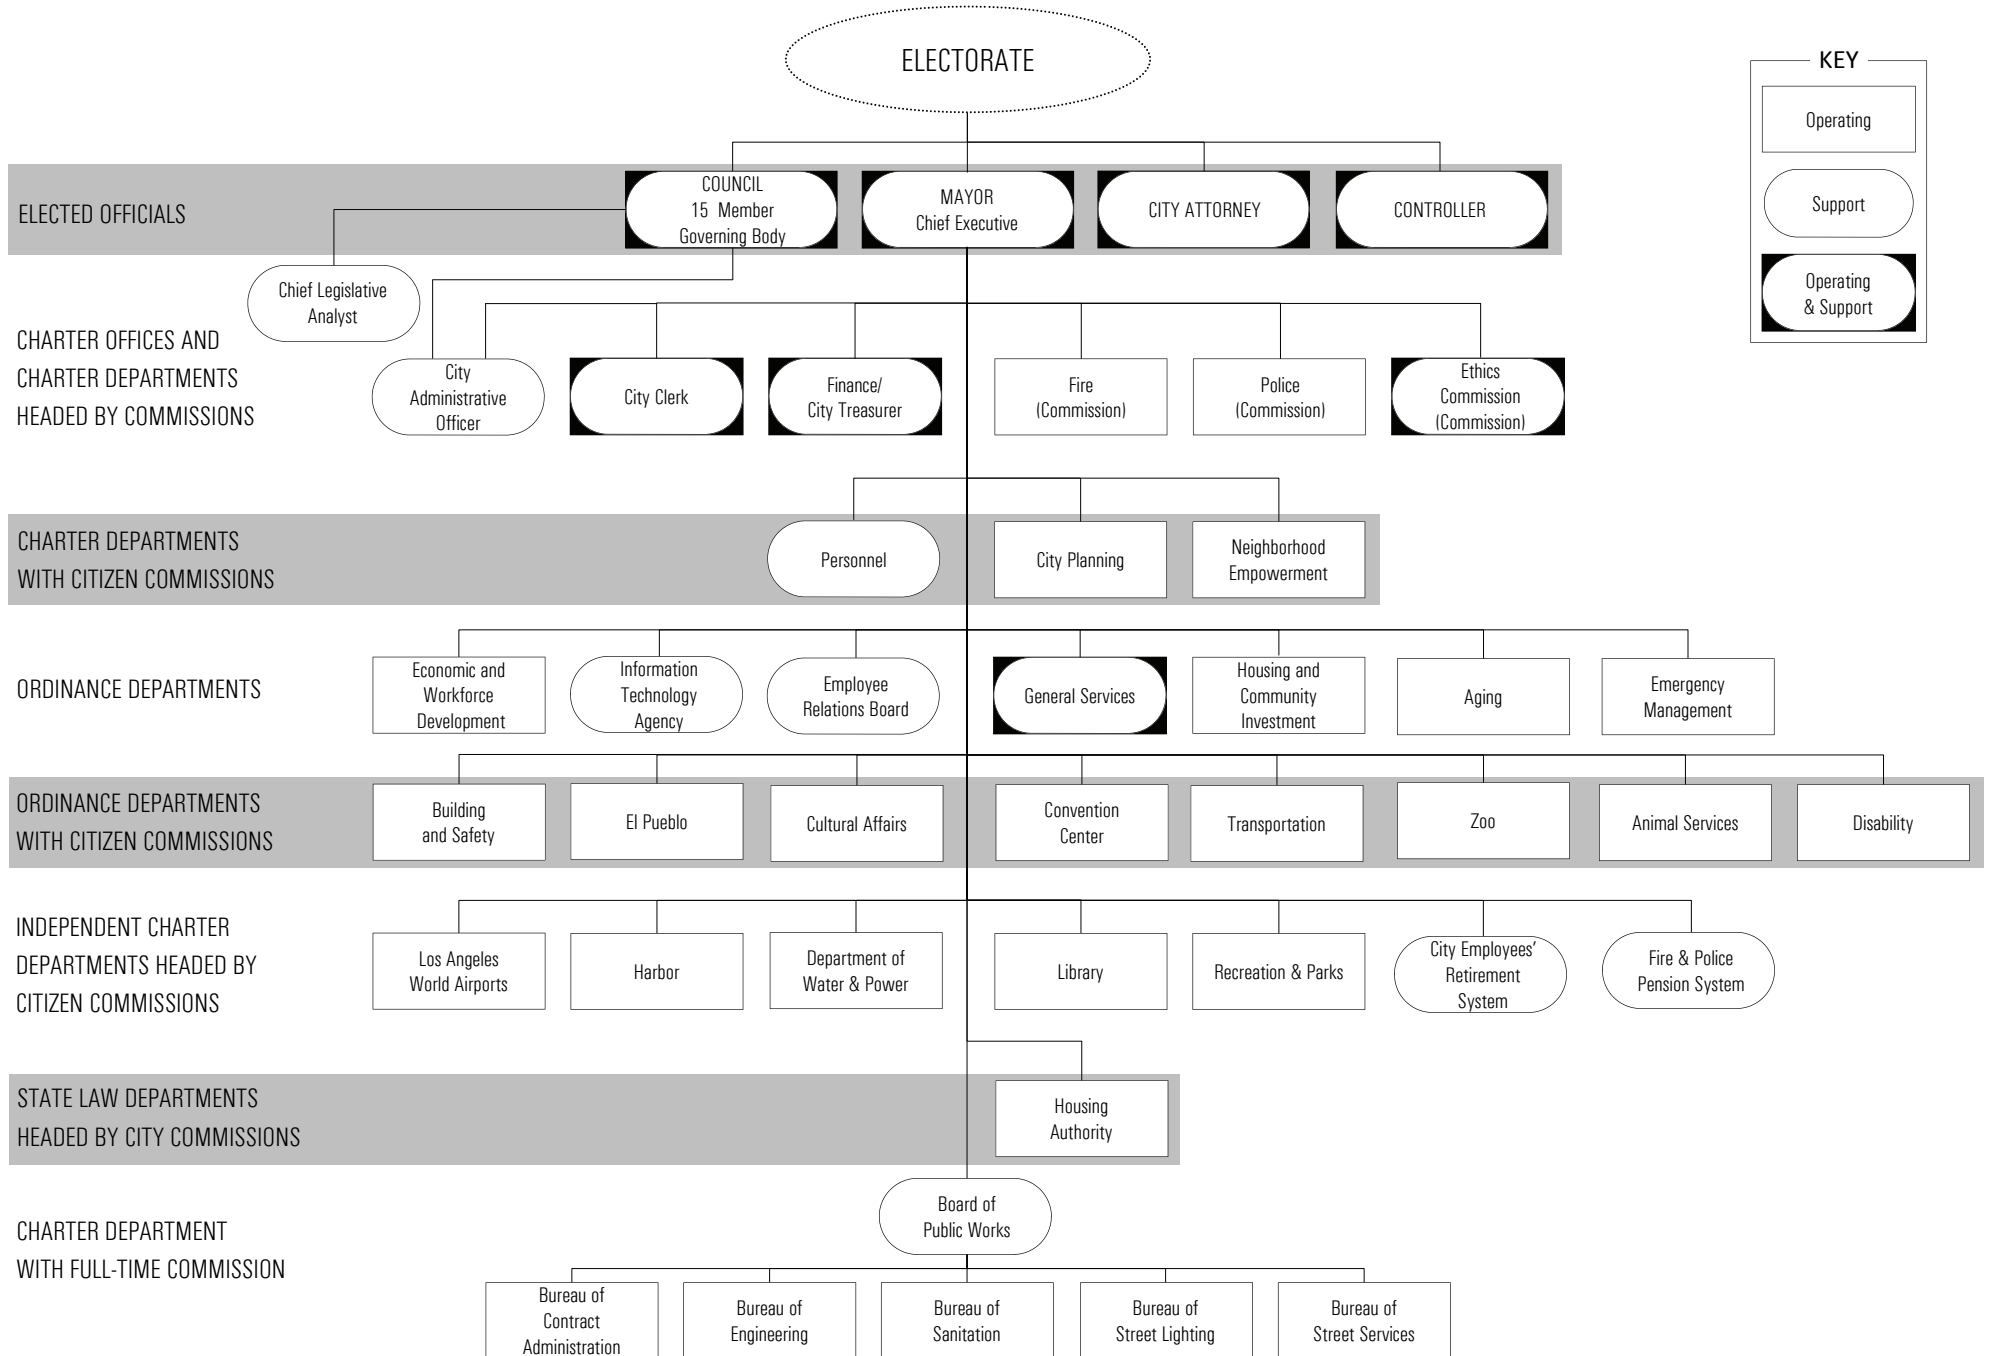 ELECTORATE
KEY
Operating
Support
Operating
& Support
ELECTED OFFICIALS
COUNCIL
15 Member
Governing Body
MAYOR
Chief Executive
CITY ATTORNEY
CONTROLLER
Chief Legislative
Analyst
CHARTER OFFICES AND
CHARTER DEPARTMENTS
HEADED BY COMMISSIONS
City
Administrative
Officer
City Clerk
Finance/
City Treasurer
Fire
(Commission)
Police
(Commission)
Ethics
Commission
(Commission)
CHARTER DEPARTMENTS
WITH CITIZEN COMMISSIONS
Personnel
City Planning
Neighborhood
Empowerment
ORDINANCE DEPARTMENTS
Economic and
Workforce
Development
Information
Technology
Agency
Employee
Relations Board
General Services
Housing and
Community
Investment
Aging
Emergency
Management
ORDINANCE DEPARTMENTS
WITH CITIZEN COMMISSIONS
Building
and Safety
El Pueblo
Cultural Affairs
Convention
Center
Transportation
Zoo
Animal Services
Disability
INDEPENDENT CHARTER
DEPARTMENTS HEADED BY
CITIZEN COMMISSIONS
Los Angeles
World Airports
Harbor
Department of
Water & Power
Library
Recreation & Parks
City Employees'
Retirement
System
Fire & Police
Pension System
STATE LAW DEPARTMENTS
HEADED BY CITY COMMISSIONS
Housing
Authority
CHARTER DEPARTMENT
WITH FULL-TIME COMMISSION
Board of
Public Works
Bureau of
Contract
Administration
Bureau of
Engineering
Bureau of
Sanitation
Bureau of
Street Lighting
Bureau of
Street Services